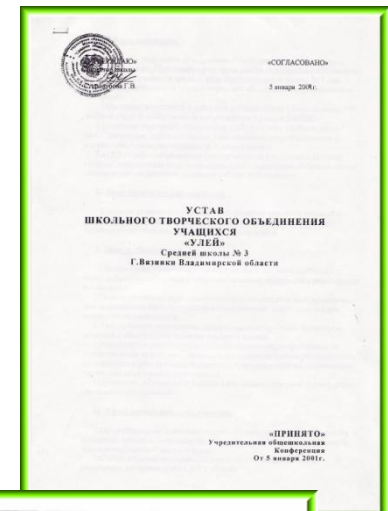 «СОГЛАСОВАНО»
5 января 2001г.
УСТАВ
ШКОЛЬНОГО ТВОРЧЕСКОГО ОБЪЕДИНЕНИЯ
УЧАЩИХСЯ
«УЛЕЙ»
Средней школы № 3
Г.Вязники Владимирской области
«ПРИНЯТО»
Учредительная общешкольная
Конференция
От 5 января 2001г.